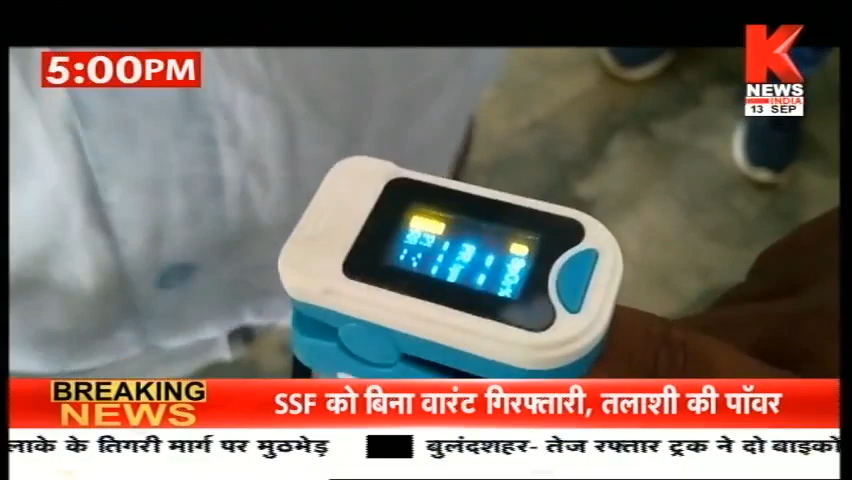 5:00PM
K
NEWS
INDIA
13 SEP
BREAKING
NEWS
SSF को बिना वारंट गिरफ्तारी, तलाशी की पॉवर
लाके के तिगरी मार्ग पर मुठभेड़ बुलंदशहर- तेज रफ्तार ट्रक ने दो बाइको